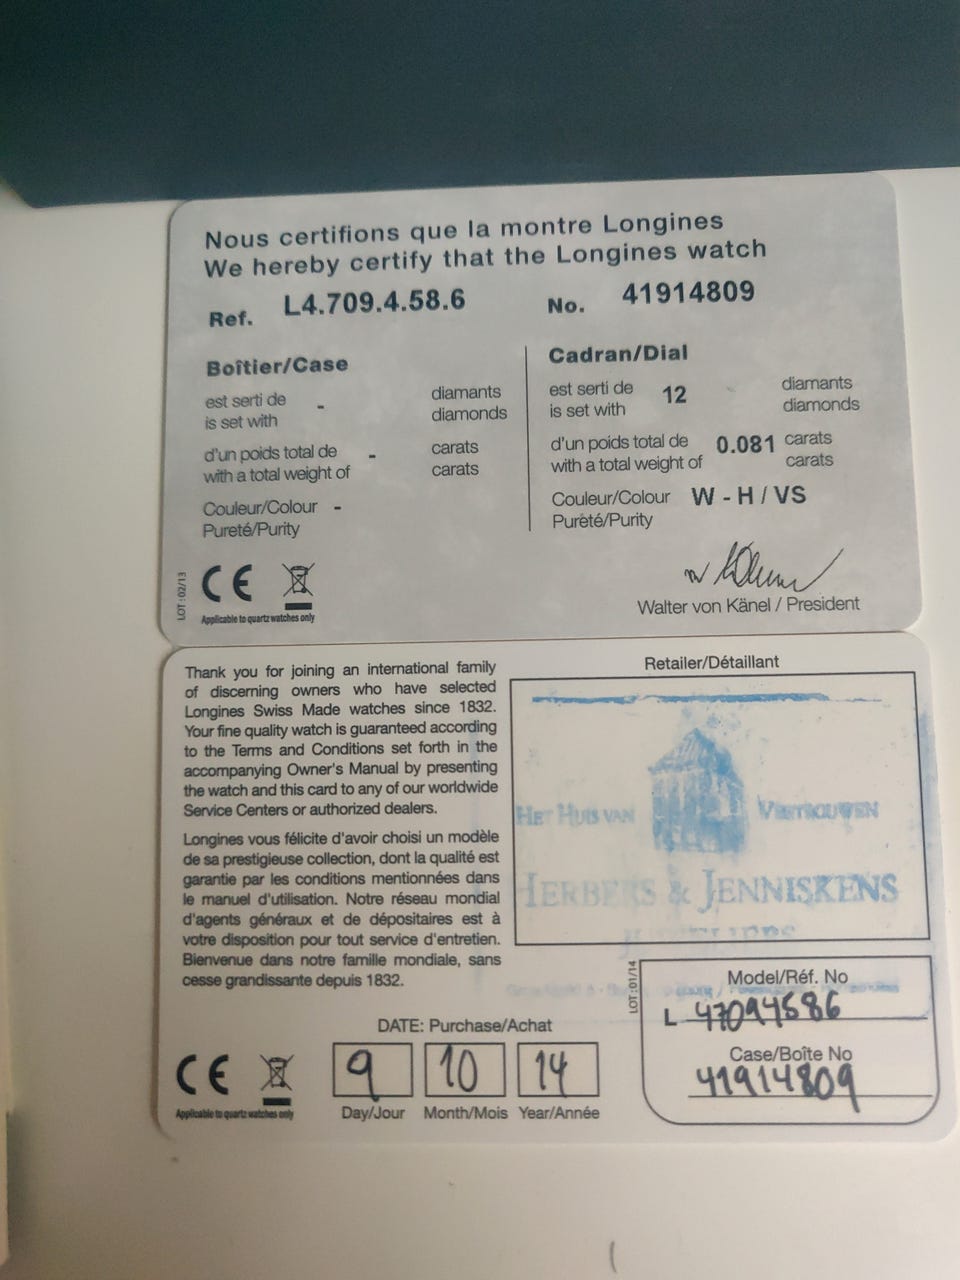 Nous certifions que la montre Longines
We hereby certify that the Longines watch
Ref. L4.709.4.58.6 No. 41914809
Boîtier/Case
est serti de - diamants
is set with diamonds
d'un poids total de - carats
with a total weight of carats
Couleur/Colour -
Pureté/Purity
Cadran/Dial
est serti de 12 diamants
is set with diamonds
d'un poids total de 0.081 carats
with a total weight of carats
Couleur/Colour W - H / VS
Pureté/Purity
LOT : 02/13
CE
Applicable to quartz watches only
Walter von Känel / President
Thank you for joining an international family
of discerning owners who have selected
Longines Swiss Made watches since 1832.
Your fine quality watch is guaranteed according
to the Terms and Conditions set forth in the
accompanying Owner's Manual by presenting
the watch and this card to any of our worldwide
Service Centers or authorized dealers.
Longines vous félicite d'avoir choisi un modèle
de sa prestigieuse collection, dont la qualité est
garantie par les conditions mentionnées dans
le manuel d'utilisation. Notre réseau mondial
d'agents généraux et de dépositaires est à
votre disposition pour tout service d'entretien.
Bienvenue dans notre famille mondiale, sans
cesse grandissante depuis 1832.
Retailer/Détaillant
HET HUIS VAN VERTROUWEN
HERBERS & JENNISKENS
JUWELIERS
LOT : 01/14
Model/Réf. No
L 47094586
Case/Boîte No
41914809
DATE: Purchase/Achat
9 10 14
Day/Jour Month/Mois Year/Année
CE
Applicable to quartz watches only